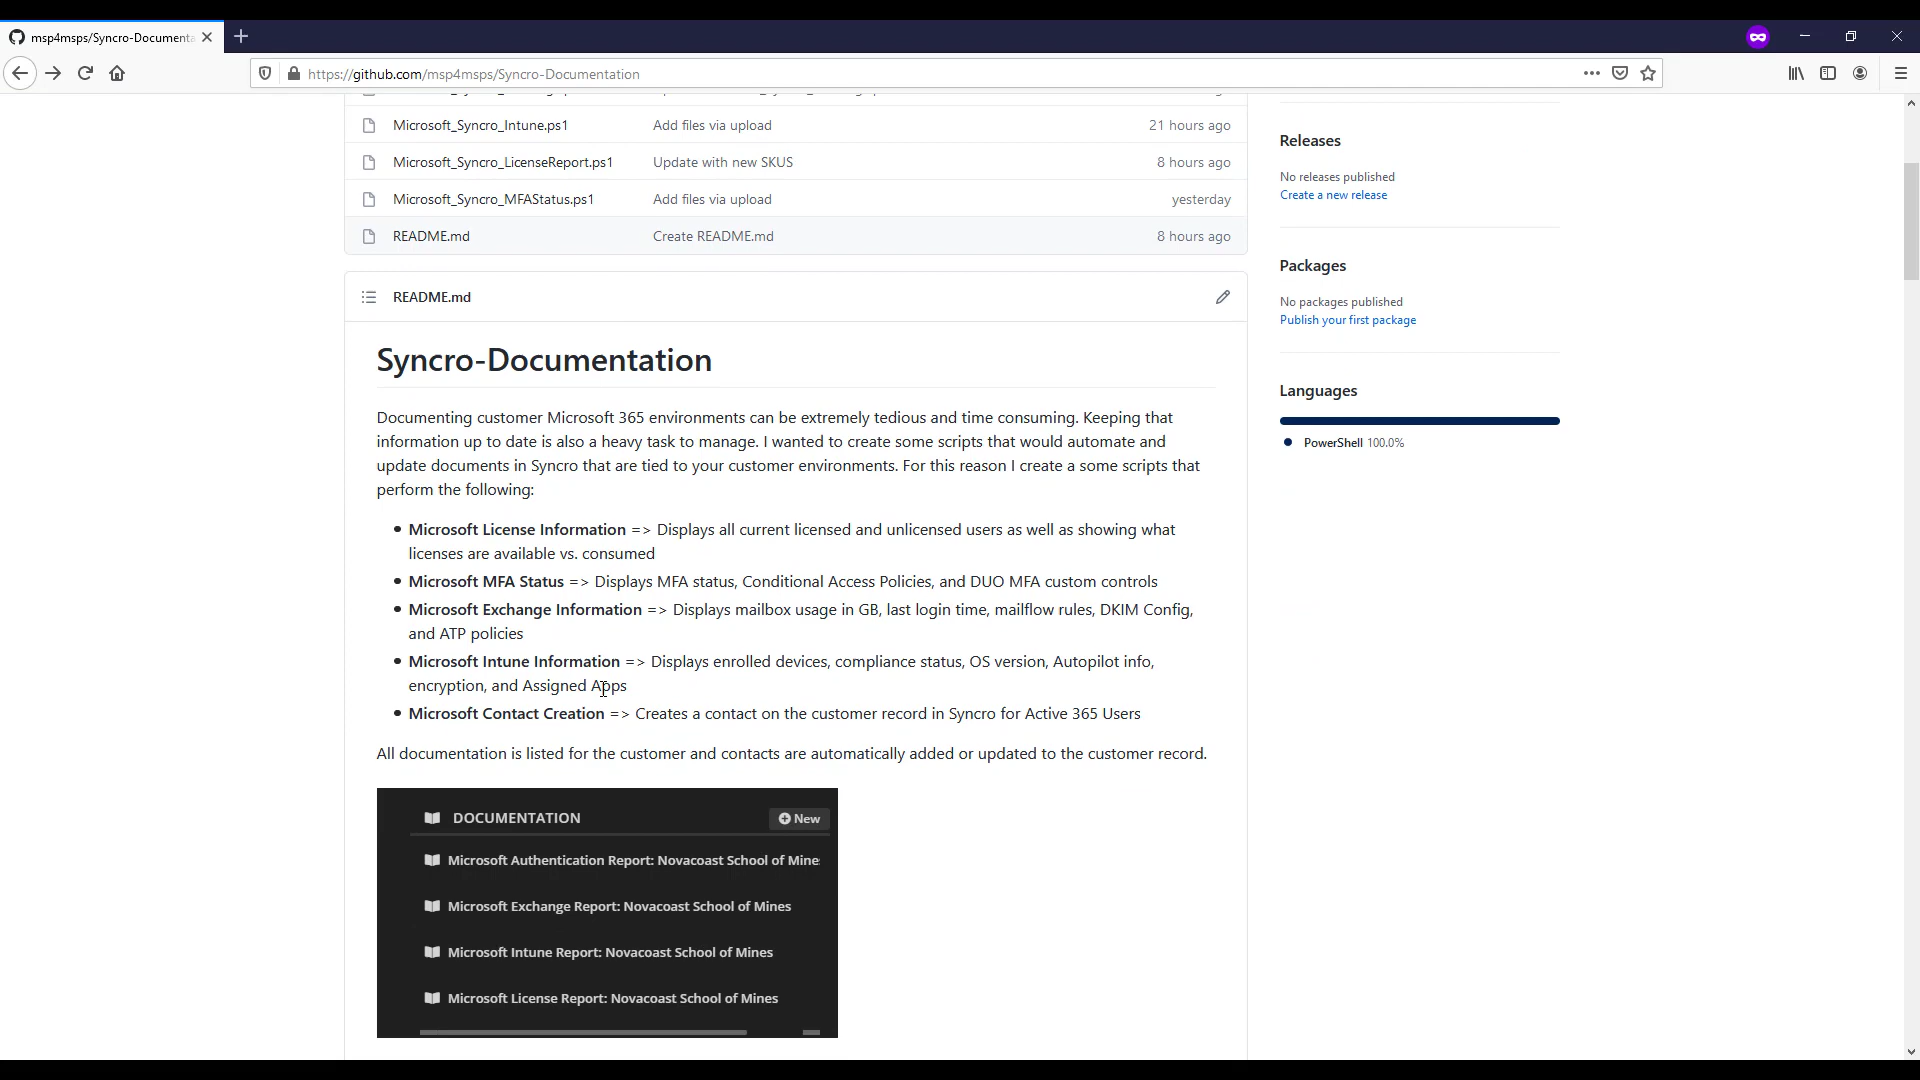 msp4msps/Syncro-Documenta
https://github.com/msp4msps/Syncro-Documentation
Microsoft_Syncro_Intune.ps1 Add files via upload 21 hours ago
Microsoft_Syncro_LicenseReport.ps1 Update with new SKUS 8 hours ago
Microsoft_Syncro_MFAStatus.ps1 Add files via upload yesterday
README.md Create README.md 8 hours ago
README.md
Syncro-Documentation
Documenting customer Microsoft 365 environments can be extremely tedious and time consuming. Keeping that
information up to date is also a heavy task to manage. I wanted to create some scripts that would automate and
update documents in Syncro that are tied to your customer environments. For this reason I create a some scripts that
perform the following:
• Microsoft License Information => Displays all current licensed and unlicensed users as well as showing what
licenses are available vs. consumed
• Microsoft MFA Status => Displays MFA status, Conditional Access Policies, and DUO MFA custom controls
• Microsoft Exchange Information => Displays mailbox usage in GB, last login time, mailflow rules, DKIM Config,
and ATP policies
• Microsoft Intune Information => Displays enrolled devices, compliance status, OS version, Autopilot info,
encryption, and Assigned Apps
• Microsoft Contact Creation => Creates a contact on the customer record in Syncro for Active 365 Users
All documentation is listed for the customer and contacts are automatically added or updated to the customer record.
DOCUMENTATION New
Microsoft Authentication Report: Novacoast School of Mines
Microsoft Exchange Report: Novacoast School of Mines
Microsoft Intune Report: Novacoast School of Mines
Microsoft License Report: Novacoast School of Mines
Releases
No releases published
Create a new release
Packages
No packages published
Publish your first package
Languages
PowerShell 100.0%